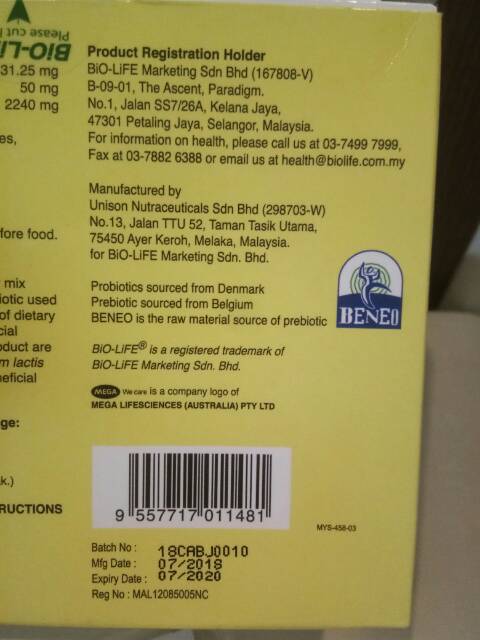 Please cut
BiO-LiF
31.25 mg
50 mg
2240 mg
es,
fore food.
mix
iotic used
of dietary
cial
oduct are
m lactis
eficial
ge:
k.)
RUCTIONS
Product Registration Holder
BiO-LiFE Marketing Sdn Bhd (167808-V)
B-09-01, The Ascent, Paradigm.
No.1, Jalan SS7/26A, Kelana Jaya,
47301 Petaling Jaya, Selangor, Malaysia.
For information on health, please call us at 03-7499 7999,
Fax at 03-7882 6388 or email us at health@biolife.com.my
Manufactured by
Unison Nutraceuticals Sdn Bhd (298703-W)
No.13, Jalan TTU 52, Taman Tasik Utama,
75450 Ayer Keroh, Melaka, Malaysia.
for BiO-LiFE Marketing Sdn. Bhd.
Probiotics sourced from Denmark
Prebiotic sourced from Belgium
BENEO is the raw material source of prebiotic
BENEO
BiO-LiFE® is a registered trademark of
BiO-LiFE Marketing Sdn. Bhd.
MEGA We care is a company logo of
MEGA LIFESCIENCES (AUSTRALIA) PTY LTD
9 557717 011481
MYS-458-03
Batch No : 18CABJ0010
Mfg Date : 07/2018
Expiry Date : 07/2020
Reg No : MAL12085005NC